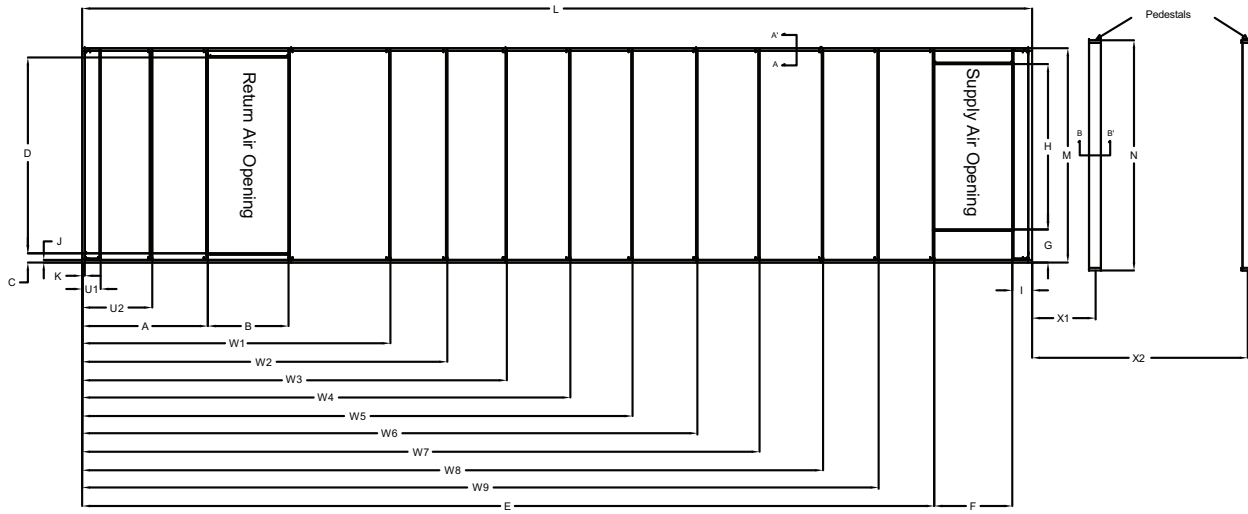 L
Pedestals
A'
A
Return Air Opening
Supply Air Opening
D
H
M
N
B
B'
J
G
C
K
U1
I
U2
X1
A
B
W1
X2
W2
W3
W4
W5
W6
W7
W8
W9
E
F